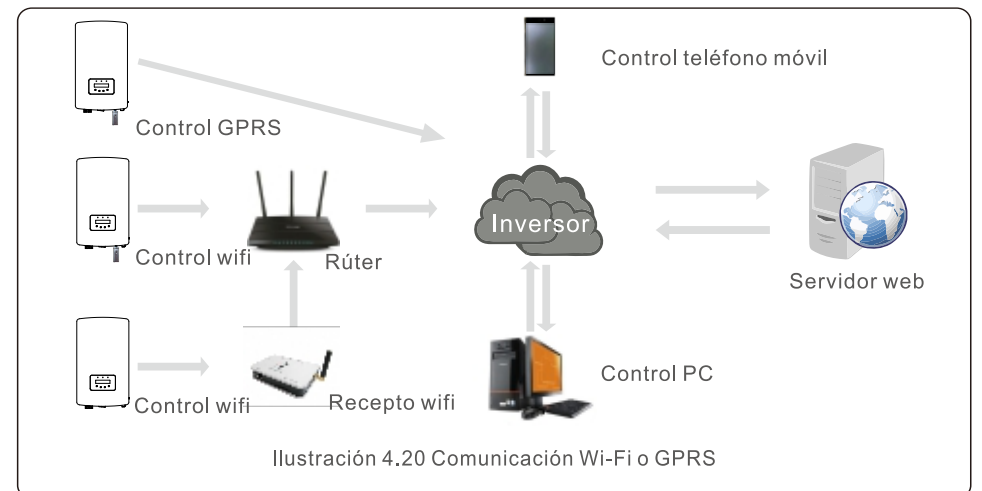 Control teléfono móvil
Control GPRS
Inversor
Control wifi
Rúter
Servidor web
Control PC
Control wifi
Recepto wifi
Ilustración 4.20 Comunicación Wi-Fi o GPRS